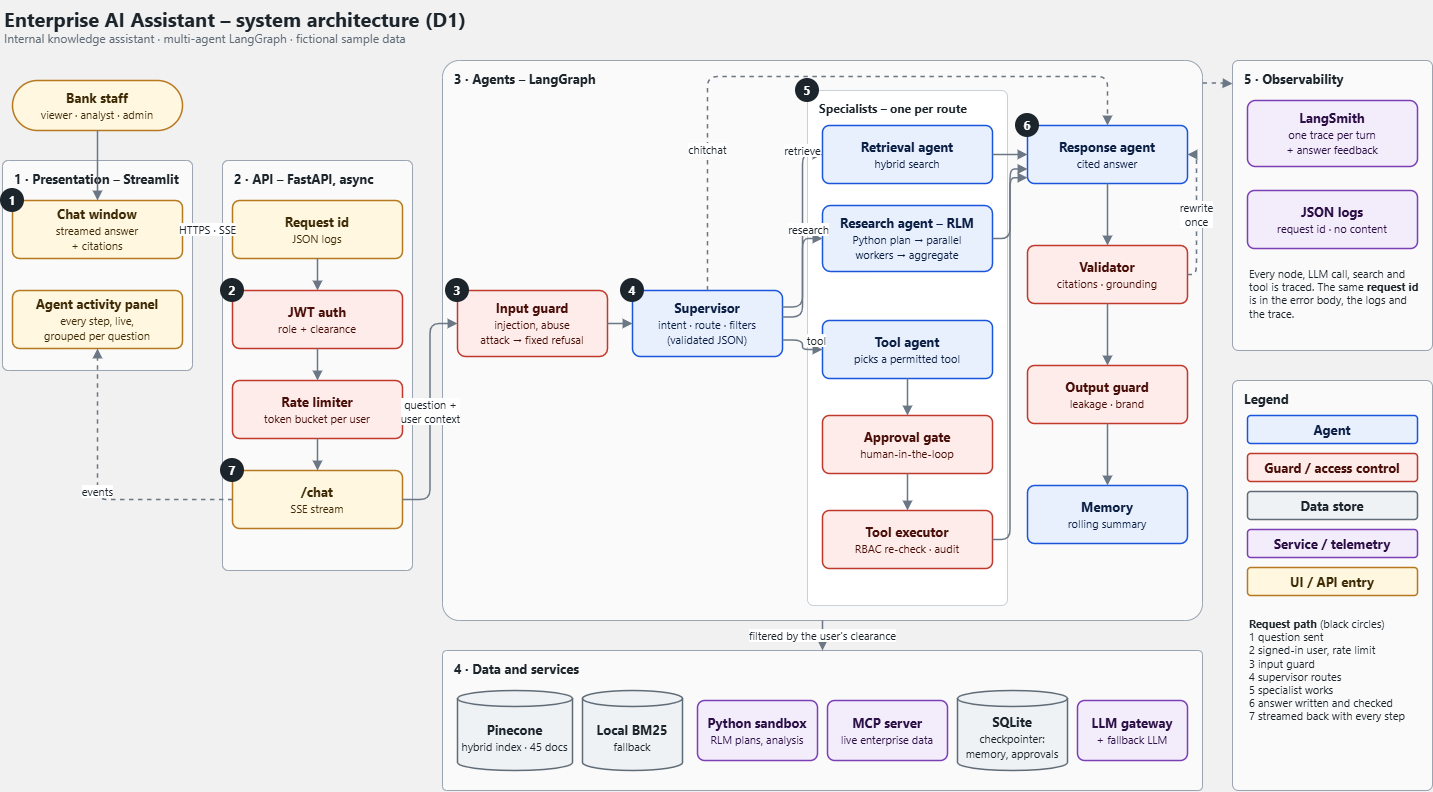 Enterprise AI Assistant – system architecture (D1)
Internal knowledge assistant · multi-agent LangGraph · fictional sample data
Bank staff
viewer · analyst · admin
1 · Presentation – Streamlit
1
Chat window
streamed answer
+ citations
Agent activity panel
every step, live,
grouped per question
events
HTTPS · SSE
2 · API – FastAPI, async
Request id
JSON logs
2
JWT auth
role + clearance
Rate limiter
token bucket per user
7
/chat
SSE stream
question +
user context
3 · Agents – LangGraph
3
Input guard
injection, abuse
attack → fixed refusal
4
Supervisor
intent · route · filters
(validated JSON)
chitchat
retrieve
research
tool
5
Specialists – one per route
Retrieval agent
hybrid search
Research agent – RLM
Python plan → parallel
workers → aggregate
Tool agent
picks a permitted tool
Approval gate
human-in-the-loop
Tool executor
RBAC re-check · audit
6
Response agent
cited answer
rewrite
once
Validator
citations · grounding
Output guard
leakage · brand
Memory
rolling summary
filtered by the user's clearance
4 · Data and services
Pinecone
hybrid index · 45 docs
Local BM25
fallback
Python sandbox
RLM plans, analysis
MCP server
live enterprise data
SQLite
checkpointer:
memory, approvals
LLM gateway
+ fallback LLM
5 · Observability
LangSmith
one trace per turn
+ answer feedback
JSON logs
request id · no content
Every node, LLM call, search and
tool is traced. The same request id
is in the error body, the logs and
the trace.
Legend
Agent
Guard / access control
Data store
Service / telemetry
UI / API entry
Request path (black circles)
1 question sent
2 signed-in user, rate limit
3 input guard
4 supervisor routes
5 specialist works
6 answer written and checked
7 streamed back with every step